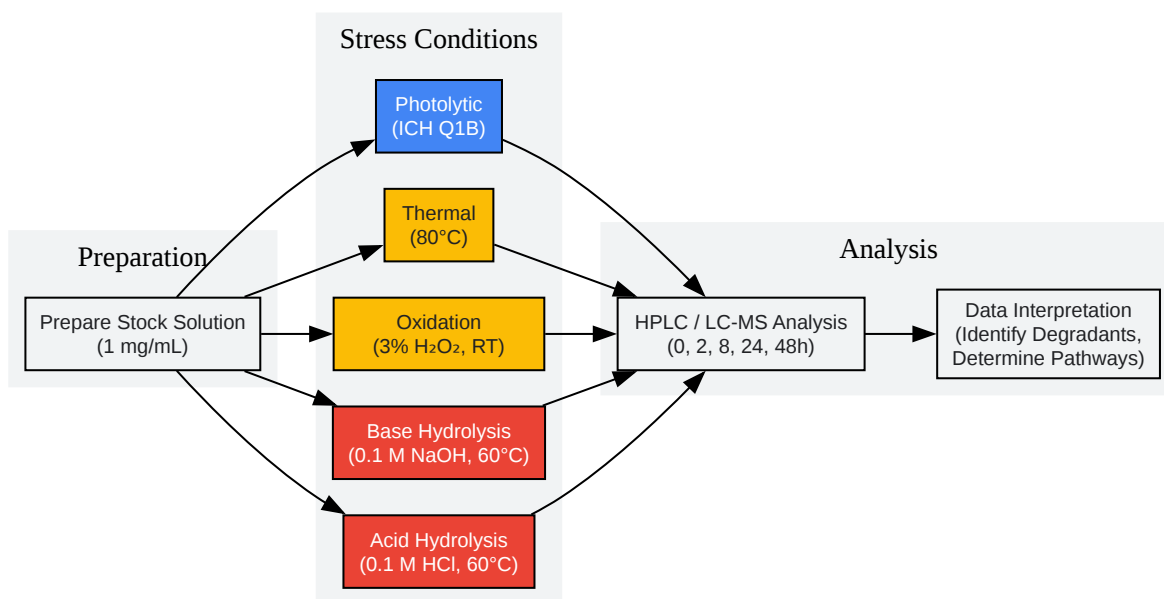 Stress Conditions
Photolytic
(ICH Q1B)
Thermal
(80°C)
Preparation
Prepare Stock Solution
(1 mg/mL)
Oxidation
(3% H₂O₂, RT)
Base Hydrolysis
(0.1 M NaOH, 60°C)
Acid Hydrolysis
(0.1 M HCl, 60°C)
Analysis
HPLC / LC-MS Analysis
(0, 2, 8, 24, 48h)
Data Interpretation
(Identify Degradants,
Determine Pathways)